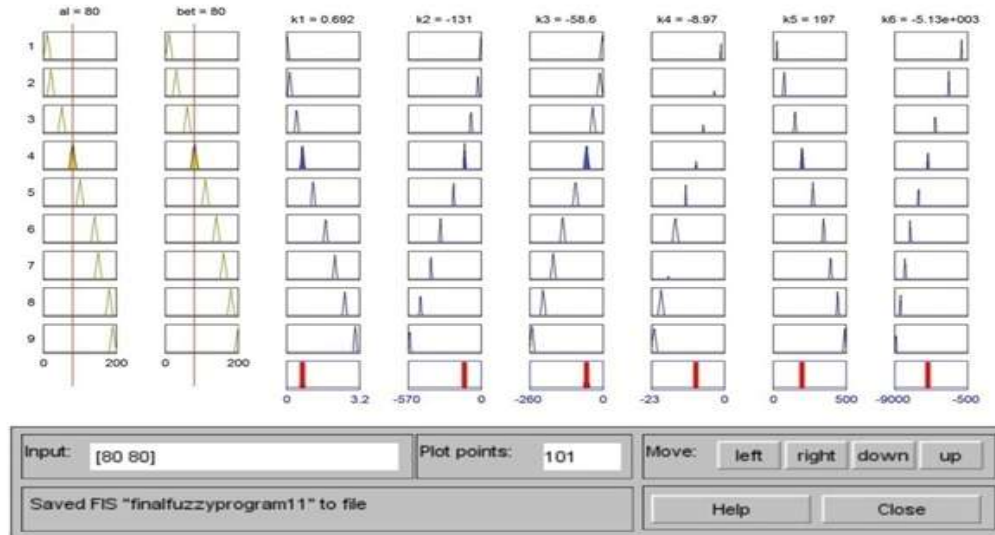 al = 80 bet = 80 k1 = 0.692 k2 = -131 k3 = -58.6 k4 = -8.97 k5 = 197 k6 = -5.13e+003
1
2
3
4
5
6
7
8
9
0 200 0 200
0 3.2 -570 0 -260 0 -23 0 0 500 -9000 -500
Input: [80 80] Plot points: 101 Move: left right down up
Saved FIS "finalfuzzyprogram11" to file Help Close